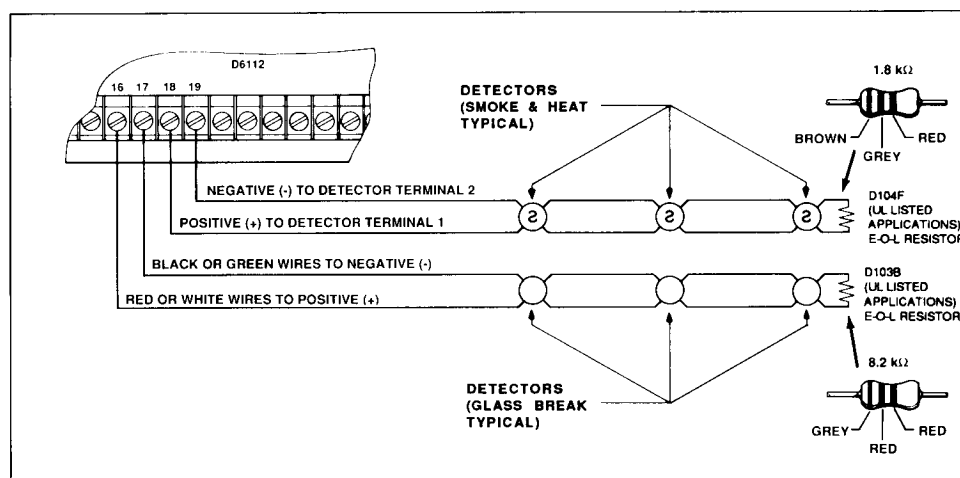 D6112
16 17 18 19
DETECTORS
(SMOKE & HEAT
TYPICAL)
1.8 kΩ
BROWN
GREY
RED
NEGATIVE (-) TO DETECTOR TERMINAL 2
POSITIVE (+) TO DETECTOR TERMINAL 1
S S S
D104F
(UL LISTED
APPLICATIONS)
E-O-L RESISTOR
BLACK OR GREEN WIRES TO NEGATIVE (-)
RED OR WHITE WIRES TO POSITIVE (+)
D103B
(UL LISTED
APPLICATIONS)
E-O-L RESISTOR
DETECTORS
(GLASS BREAK
TYPICAL)
8.2 kΩ
GREY
RED
RED